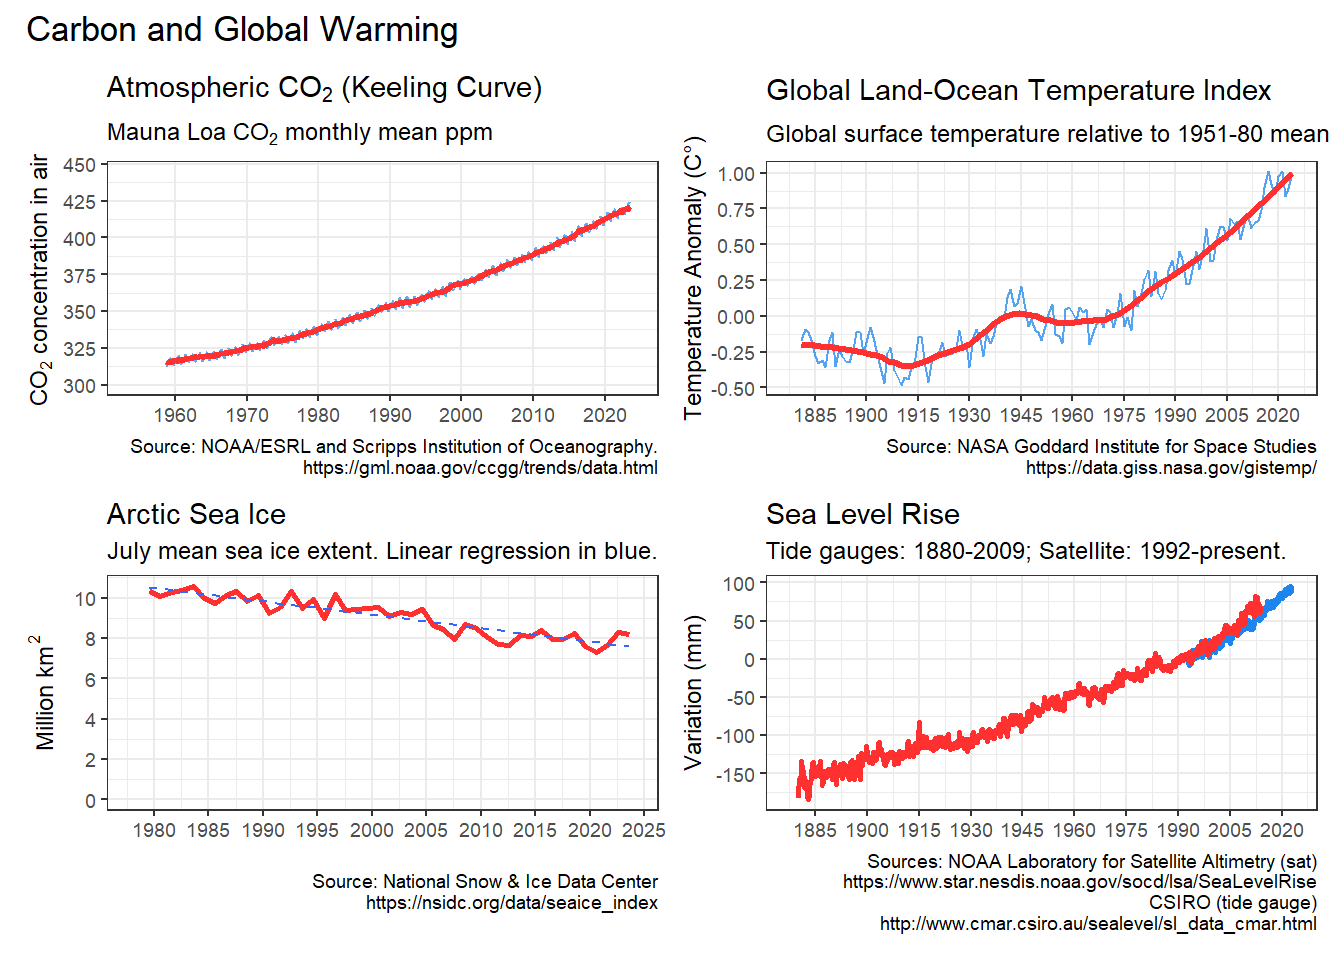 Carbon and Global Warming
Atmospheric CO₂ (Keeling Curve)
Mauna Loa CO₂ monthly mean ppm
CO₂ concentration in air
450
425
400
375
350
325
300
1960 1970 1980 1990 2000 2010 2020
Source: NOAA/ESRL and Scripps Institution of Oceanography.
https://gml.noaa.gov/ccgg/trends/data.html
Global Land-Ocean Temperature Index
Global surface temperature relative to 1951-80 mean
Temperature Anomaly (C°)
1.00
0.75
0.50
0.25
0.00
-0.25
-0.50
1885 1900 1915 1930 1945 1960 1975 1990 2005 2020
Source: NASA Goddard Institute for Space Studies
https://data.giss.nasa.gov/gistemp/
Arctic Sea Ice
July mean sea ice extent. Linear regression in blue.
Million km²
10
8
6
4
2
0
1980 1985 1990 1995 2000 2005 2010 2015 2020 2025
Source: National Snow & Ice Data Center
https://nsidc.org/data/seaice_index
Sea Level Rise
Tide gauges: 1880-2009; Satellite: 1992-present.
Variation (mm)
100
50
0
-50
-100
-150
1885 1900 1915 1930 1945 1960 1975 1990 2005 2020
Sources: NOAA Laboratory for Satellite Altimetry (sat)
https://www.star.nesdis.noaa.gov/socd/lsa/SeaLevelRise
CSIRO (tide gauge)
http://www.cmar.csiro.au/sealevel/sl_data_cmar.html